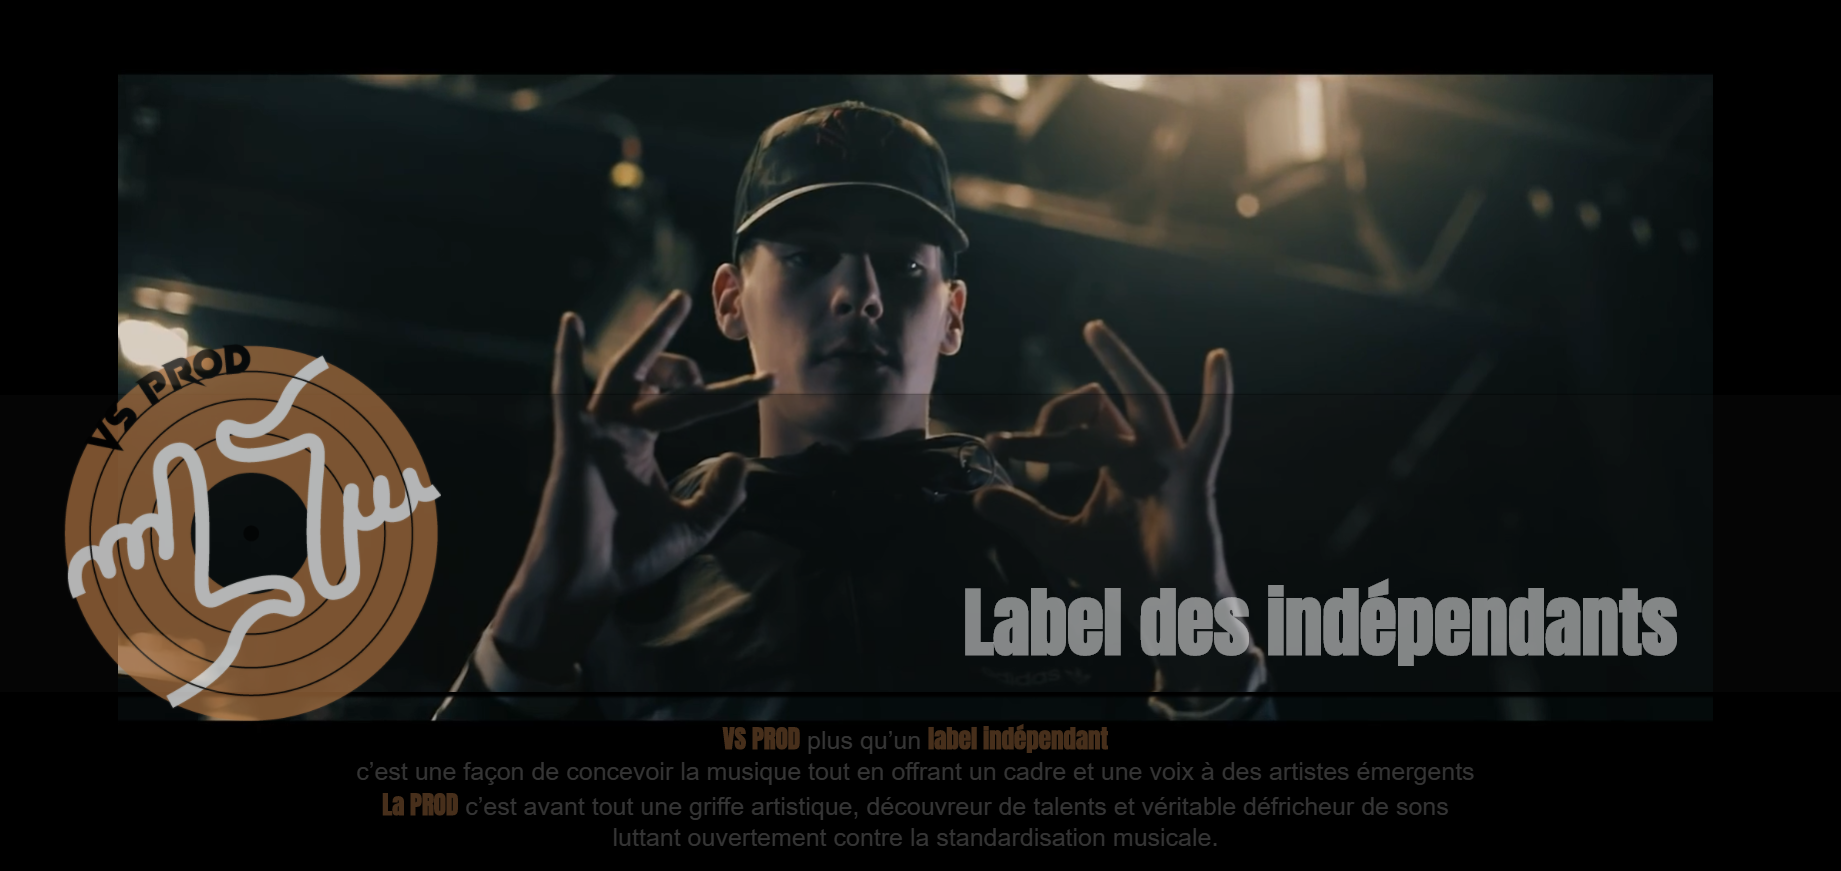 VS PROD
Label des indépendants
adidas
VS PROD plus qu’un label indépendant
c’est une façon de concevoir la musique tout en offrant un cadre et une voix à des artistes émergents
La PROD c’est avant tout une griffe artistique, découvreur de talents et véritable défricheur de sons
luttant ouvertement contre la standardisation musicale.